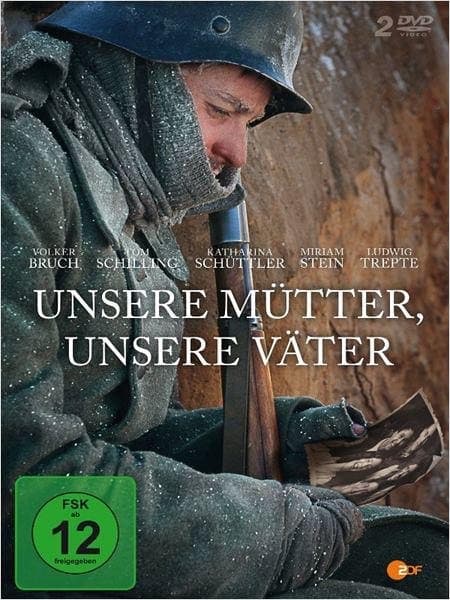 2 DVD
VIDEO
VOLKER TOM KATHARINA MIRIAM LUDWIG
BRUCH SCHILLING SCHÜTTLER STEIN TREPTE
UNSERE MÜTTER,
UNSERE VÄTER
FSK
ab
12
freigegeben
ZDF